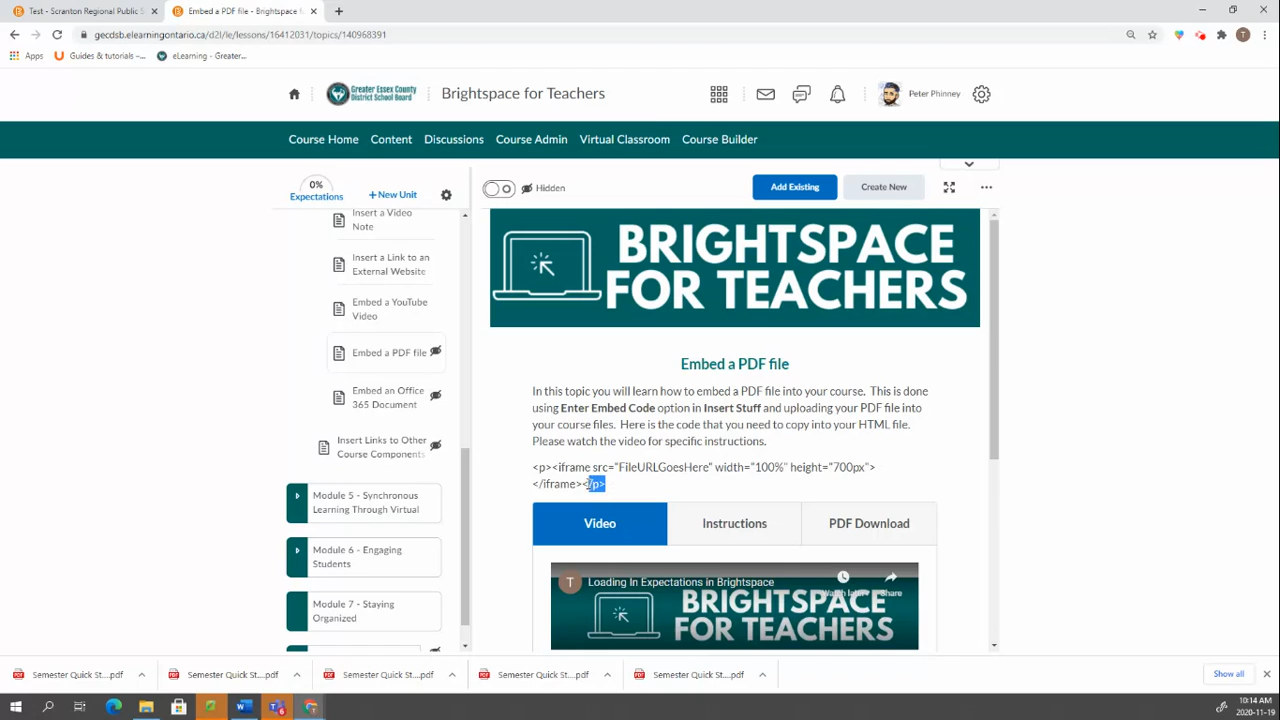 Test - Scranton Regional Public S
Embed a PDF file - Brightspace fo
gecdsb.elearningontario.ca/d2l/le/lessons/16412031/topics/140968391
T
Apps
Guides & tutorials –...
eLearning - Greater...
Greater Essex County
District School Board
Brightspace for Teachers
Peter Phinney
Course Home
Content
Discussions
Course Admin
Virtual Classroom
Course Builder
0%
Expectations
+ New Unit
Hidden
Add Existing
Create New
Insert a Video
Note
Insert a Link to an
External Website
Embed a YouTube
Video
Embed a PDF file
Embed an Office
365 Document
Insert Links to Other
Course Components
Module 5 - Synchronous
Learning Through Virtual
Module 6 - Engaging
Students
Module 7 - Staying
Organized
BRIGHTSPACE
FOR TEACHERS
Embed a PDF file
In this topic you will learn how to embed a PDF file into your course. This is done
using Enter Embed Code option in Insert Stuff and uploading your PDF file into
your course files. Here is the code that you need to copy into your HTML file.
Please watch the video for specific instructions.
<p><iframe src="FileURLGoesHere" width="100%" height="700px">
</iframe></p>
Video
Instructions
PDF Download
T
Loading In Expectations in Brightspace
Watch later
Share
BRIGHTSPACE
FOR TEACHERS
Semester Quick St....pdf
Semester Quick St....pdf
Semester Quick St....pdf
Semester Quick St....pdf
Semester Quick St....pdf
Show all
10:14 AM
2020-11-19